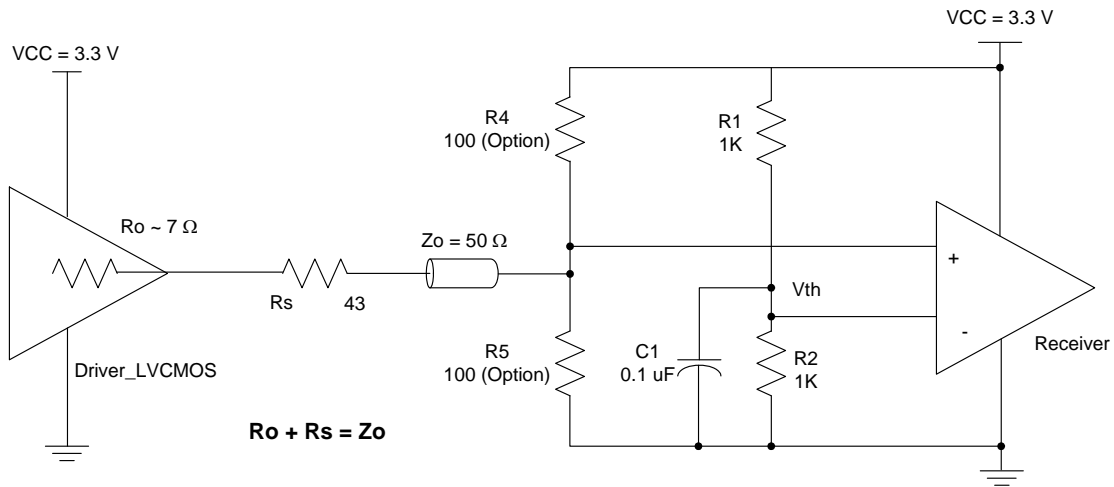 VCC = 3.3 V
VCC = 3.3 V
R4
100 (Option)
R1
1K
Ro ~ 7 Ω
Zo = 50 Ω
+
Rs
43
Vth
-
Receiver
Driver_LVCMOS
R5
100 (Option)
C1
0.1 uF
R2
1K
Ro + Rs = Zo